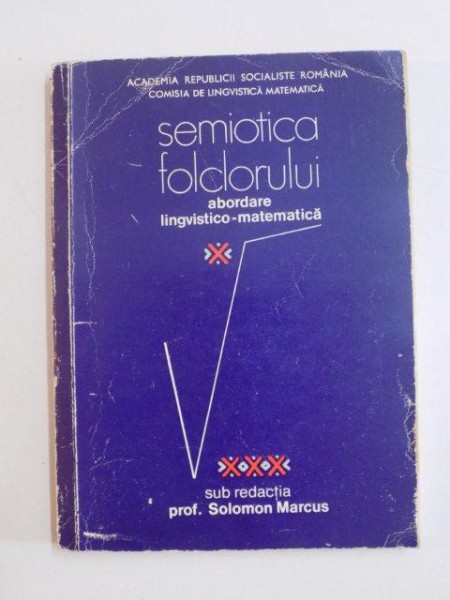 ACADEMIA REPUBLICII SOCIALISTE ROMÂNIA
COMISIA DE LINGVISTICĂ MATEMATICĂ
semiotica
folclorului
abordare
lingvistico-matematică
sub redacția
prof. Solomon Marcus